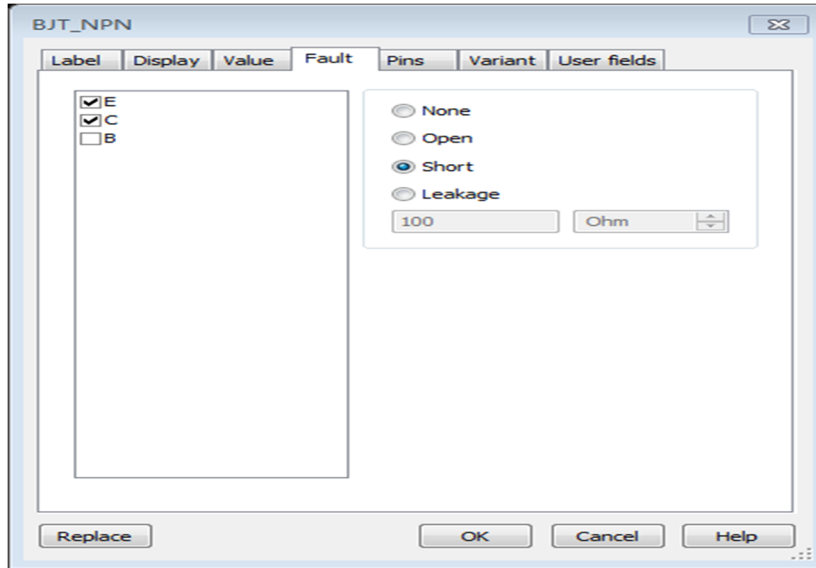 BJT_NPN
Label Display Value Fault Pins Variant User fields
E
C
B
None
Open
Short
Leakage
100 Ohm
Replace OK Cancel Help